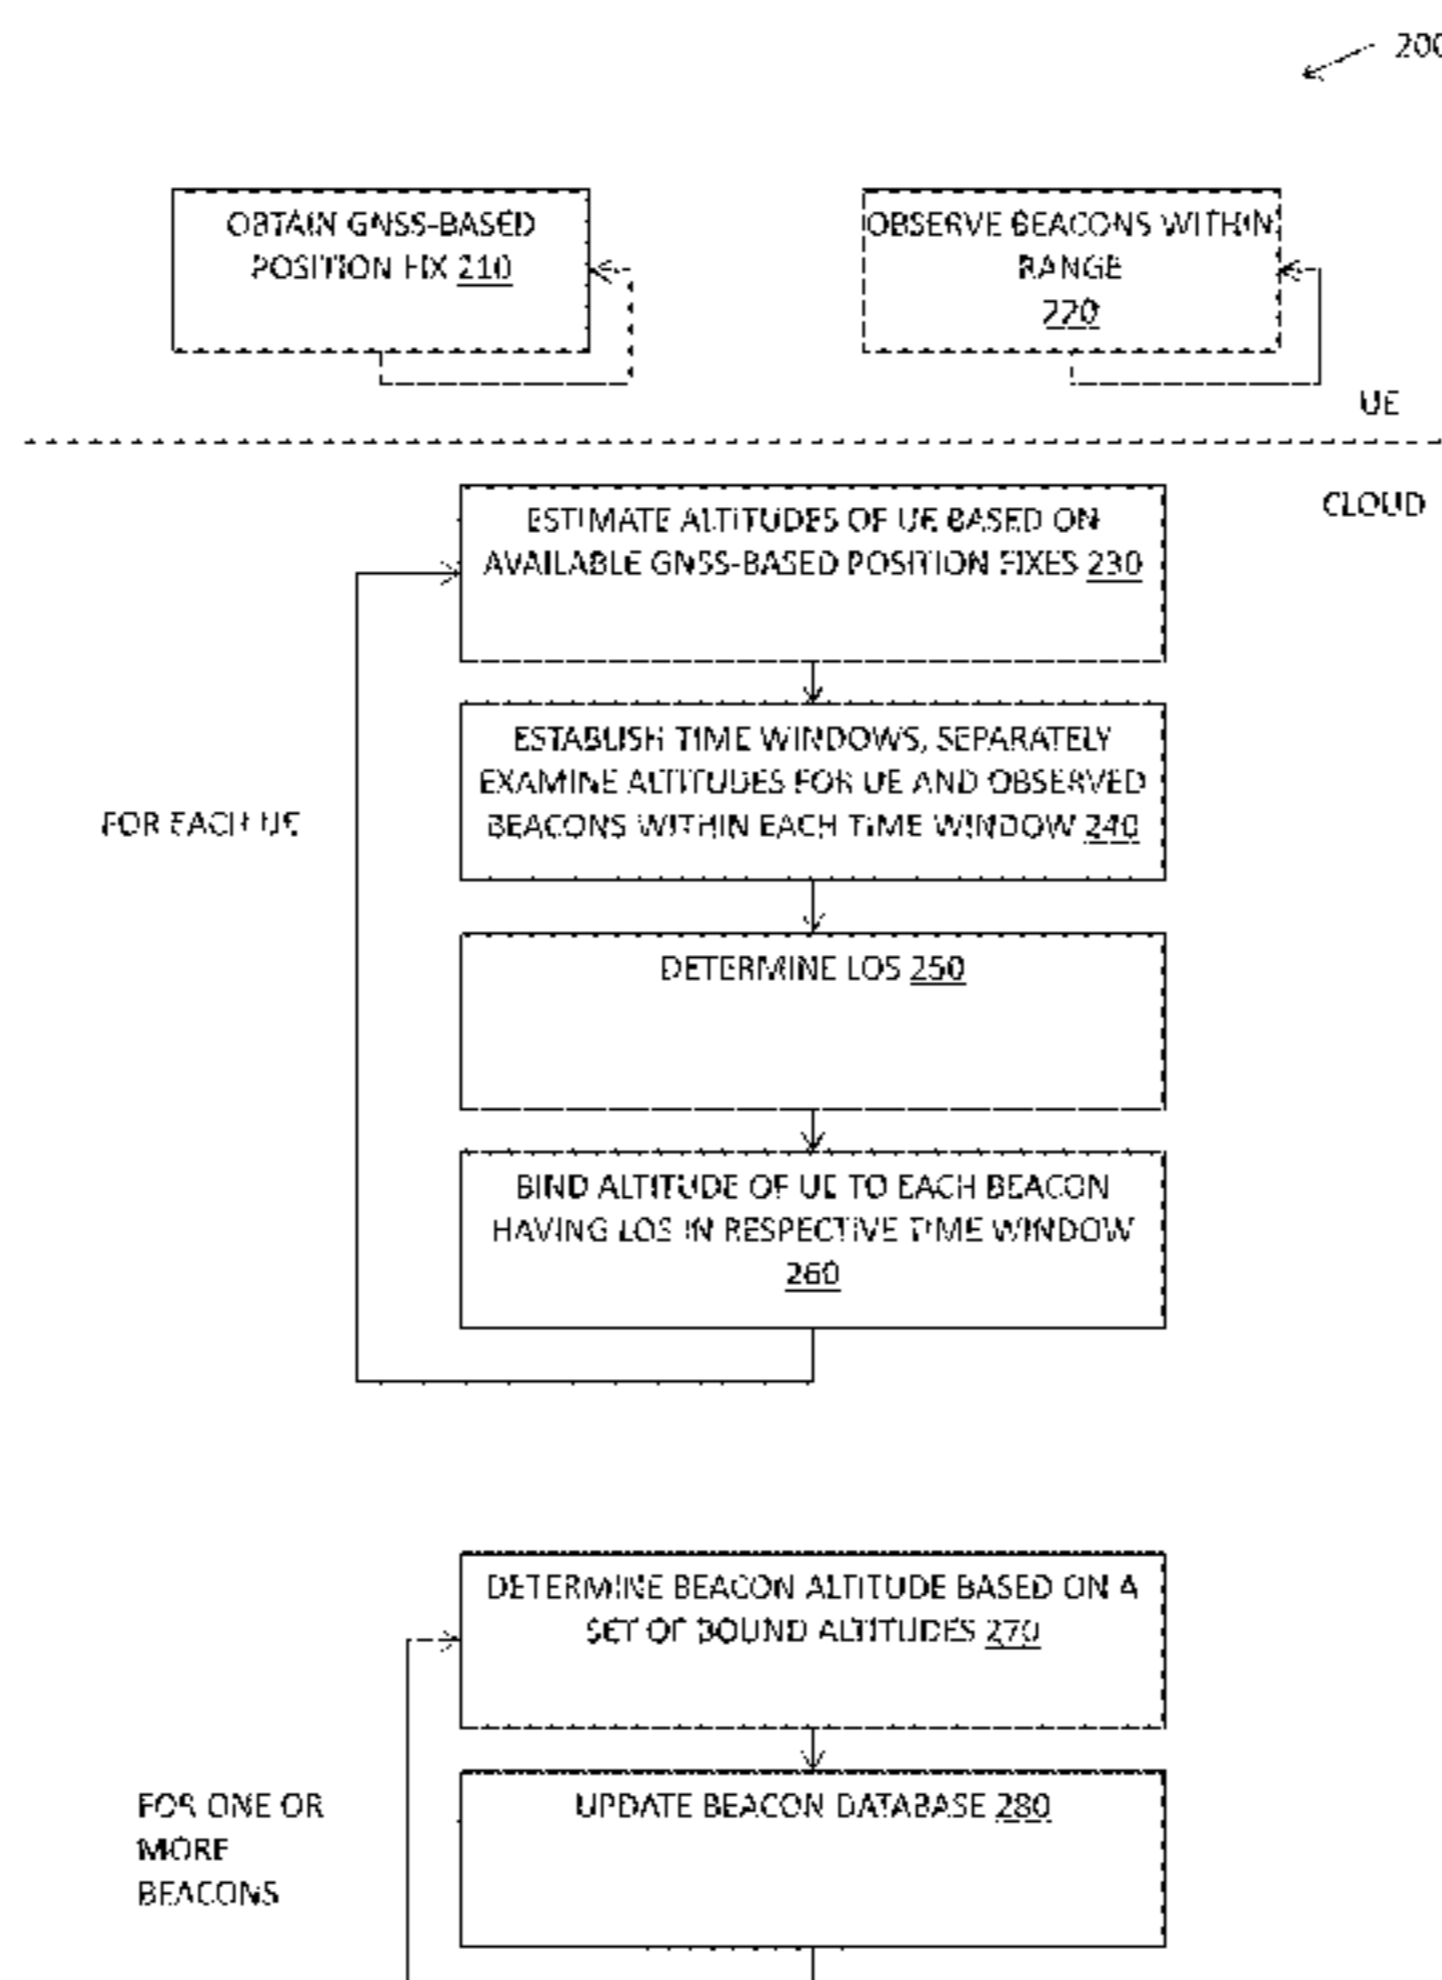 200
OBTAIN GNSS-BASED
POSITION FIX 210
OBSERVE BEACONS WITHIN
RANGE
220
UE
CLOUD
ESTIMATE ALTITUDES OF UE BASED ON
AVAILABLE GNSS-BASED POSITION FIXES 230
ESTABLISH TIME WINDOWS, SEPARATELY
EXAMINE ALTITUDES FOR UE AND OBSERVED
BEACONS WITHIN EACH TIME WINDOW 240
FOR EACH UE
DETERMINE LOS 250
BIND ALTITUDE OF UE TO EACH BEACON
HAVING LOS IN RESPECTIVE TIME WINDOW
260
DETERMINE BEACON ALTITUDE BASED ON A
SET OF BOUND ALTITUDES 270
FOR ONE OR
MORE
BEACONS
UPDATE BEACON DATABASE 280